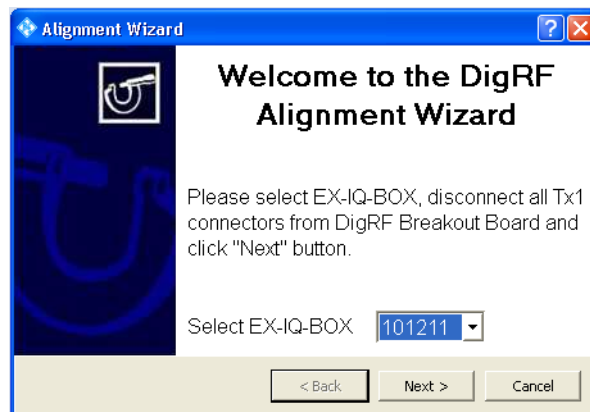 Alignment Wizard
Welcome to the DigRF
Alignment Wizard
Please select EX-IQ-BOX, disconnect all Tx1
connectors from DigRF Breakout Board and
click "Next" button.
Select EX-IQ-BOX 101211
< Back Next > Cancel